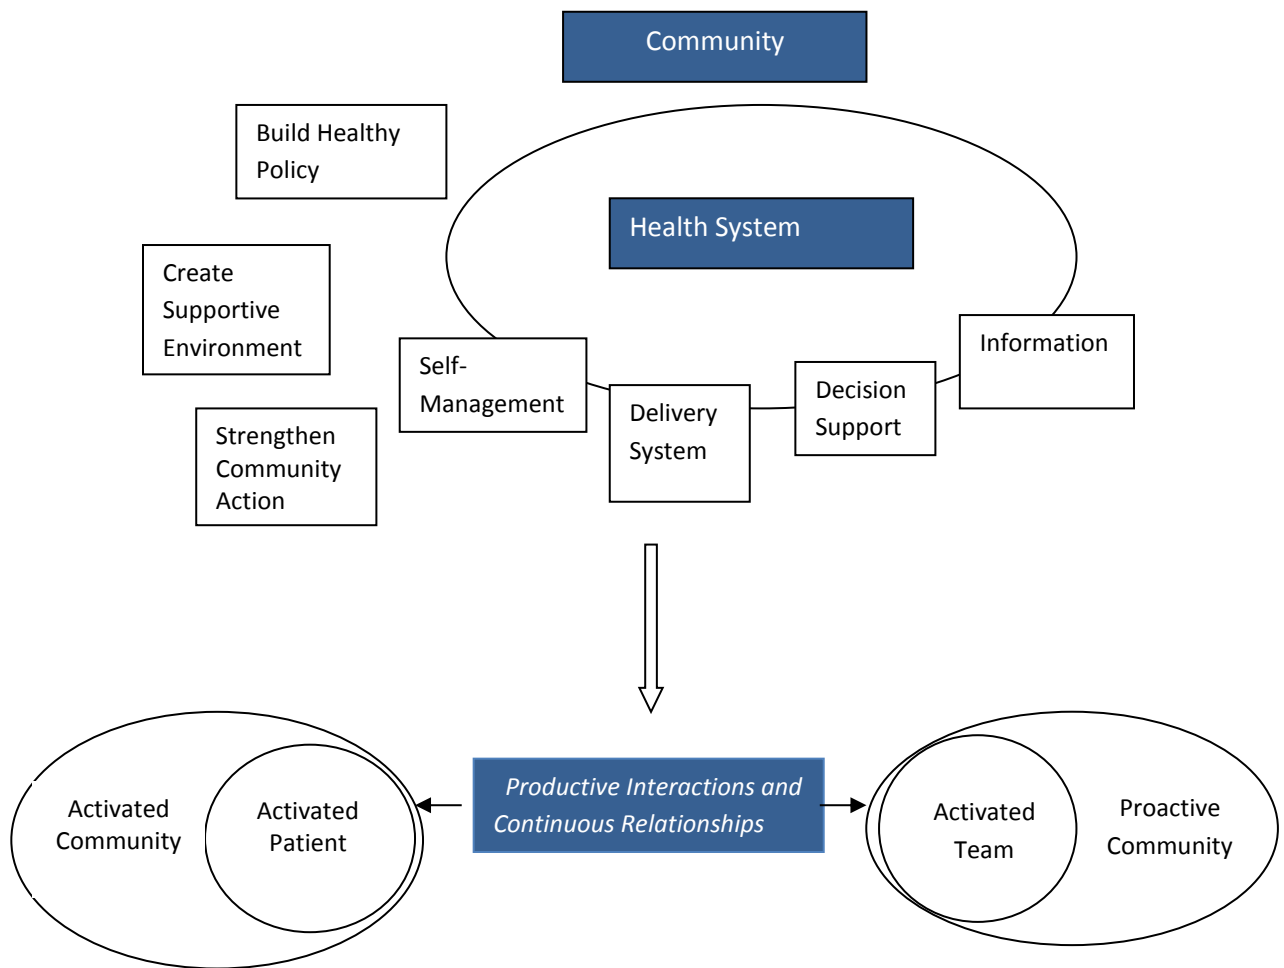 Community
Build Healthy
Policy
Health System
Create
Supportive
Environment
Self-
Management
Delivery
System
Decision
Support
Information
Strengthen
Community
Action
Activated
Community
Activated
Patient
Productive Interactions and
Continuous Relationships
Activated
Team
Proactive
Community